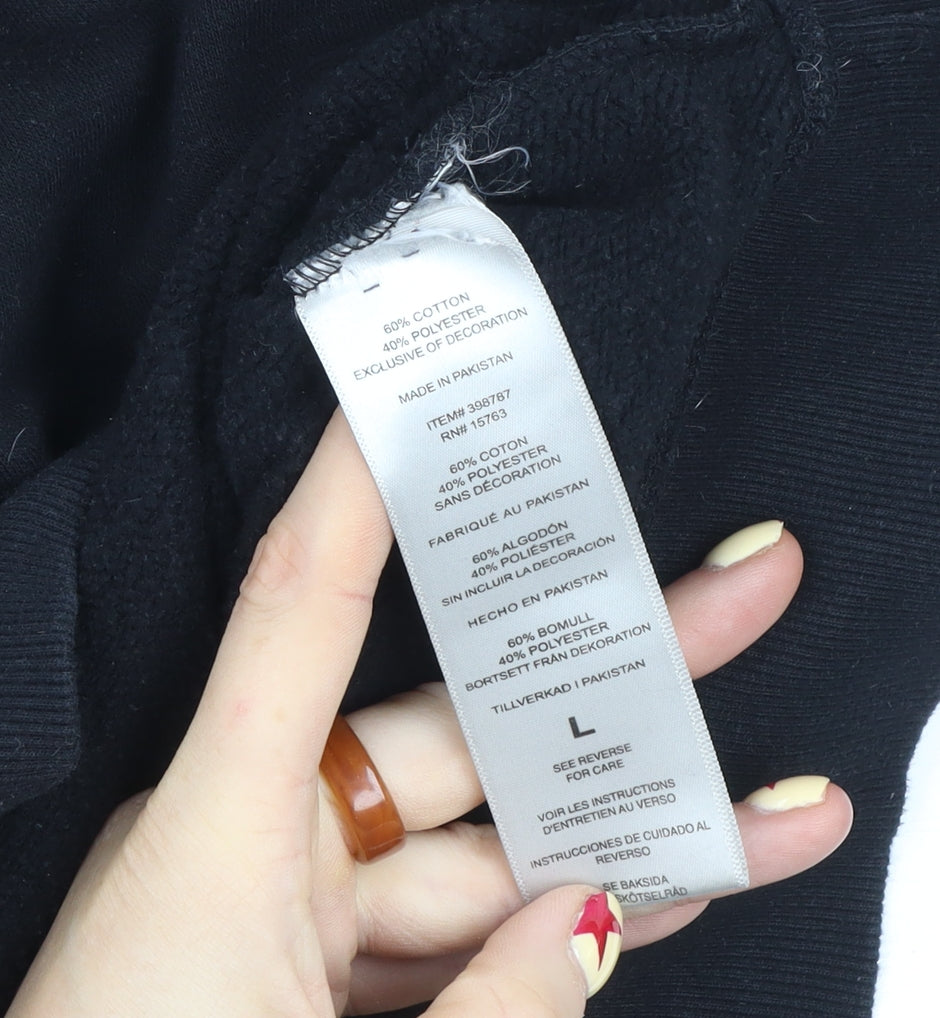 60% COTTON
40% POLYESTER
EXCLUSIVE OF DECORATION
MADE IN PAKISTAN
ITEM# 398787
RN# 15763
60% COTON
40% POLYESTER
SANS DÉCORATION
FABRIQUÉ AU PAKISTAN
60% ALGODÓN
40% POLIÉSTER
SIN INCLUIR LA DECORACIÓN
HECHO EN PAKISTAN
60% BOMULL
40% POLYESTER
BORTSETT FRÅN DEKORATION
TILLVERKAD I PAKISTAN
L
SEE REVERSE
FOR CARE
VOIR LES INSTRUCTIONS
D'ENTRETIEN AU VERSO
INSTRUCCIONES DE CUIDADO AL
REVERSO
SE BAKSIDA
SKÖTSELRÅD